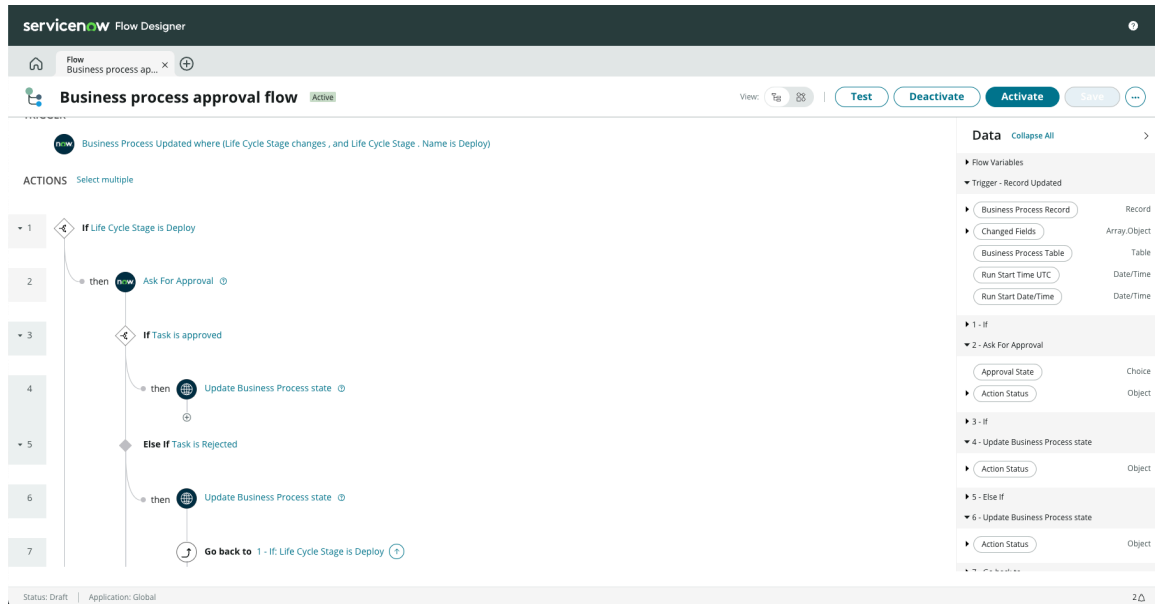 servicenow Flow Designer
Flow
Business process ap...
Business process approval flow Active
View: Test Deactivate Activate Save
TRIGGER
Business Process Updated where (Life Cycle Stage changes , and Life Cycle Stage . Name is Deploy)
ACTIONS Select multiple
1 If Life Cycle Stage is Deploy
2 then Ask For Approval
3 If Task is approved
4 then Update Business Process state
5 Else If Task is Rejected
6 then Update Business Process state
7 Go back to 1 - If: Life Cycle Stage is Deploy
Data Collapse All
Flow Variables
Trigger - Record Updated
Business Process Record Record
Changed Fields Array.Object
Business Process Table Table
Run Start Time UTC Date/Time
Run Start Date/Time Date/Time
1 - If
2 - Ask For Approval
Approval State Choice
Action Status Object
3 - If
4 - Update Business Process state
Action Status Object
5 - Else If
6 - Update Business Process state
Action Status Object
7 - Go back to
Status: Draft Application: Global
2